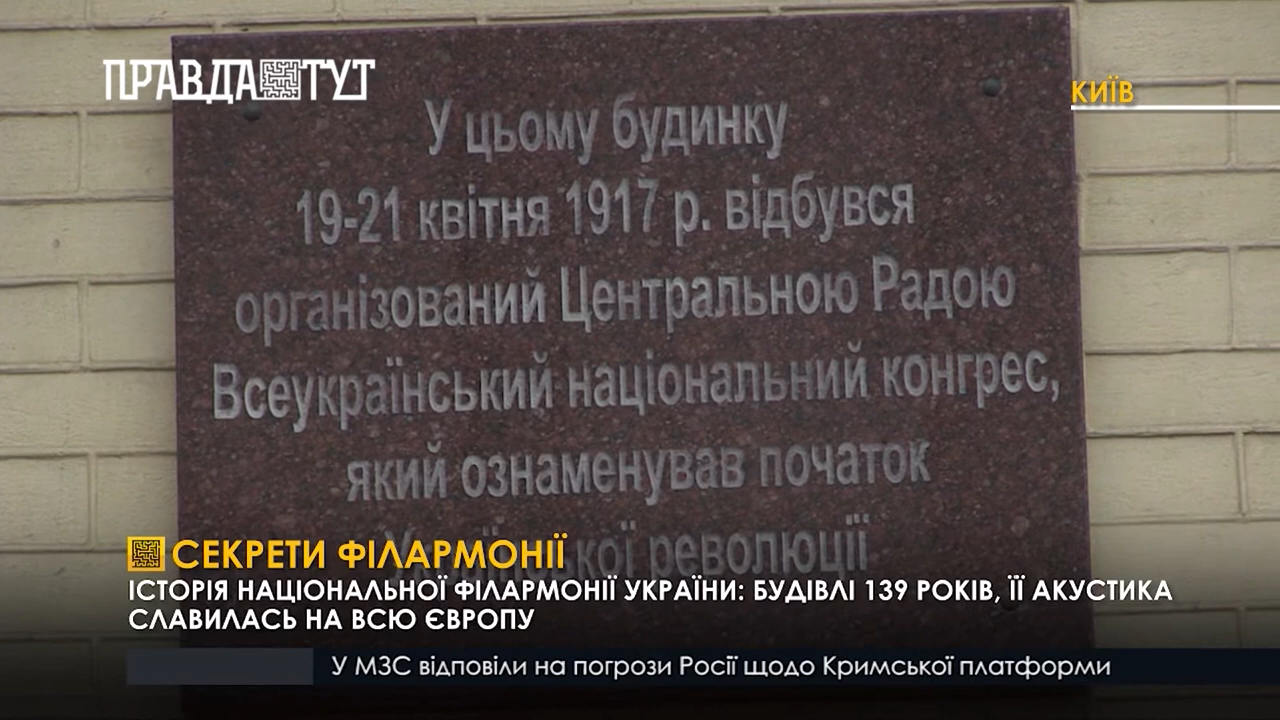 ПРАВДА ТУТ
КИЇВ
У цьому будинку
19-21 квітня 1917 р. відбувся
організований Центральною Радою
Всеукраїнський національний конгрес,
який ознаменував початок
Української революції
СЕКРЕТИ ФІЛАРМОНІЇ
ІСТОРІЯ НАЦІОНАЛЬНОЇ ФІЛАРМОНІЇ УКРАЇНИ: БУДІВЛІ 139 РОКІВ, ЇЇ АКУСТИКА
СЛАВИЛАСЬ НА ВСЮ ЄВРОПУ
У МЗС відповіли на погрози Росії щодо Кримської платформи